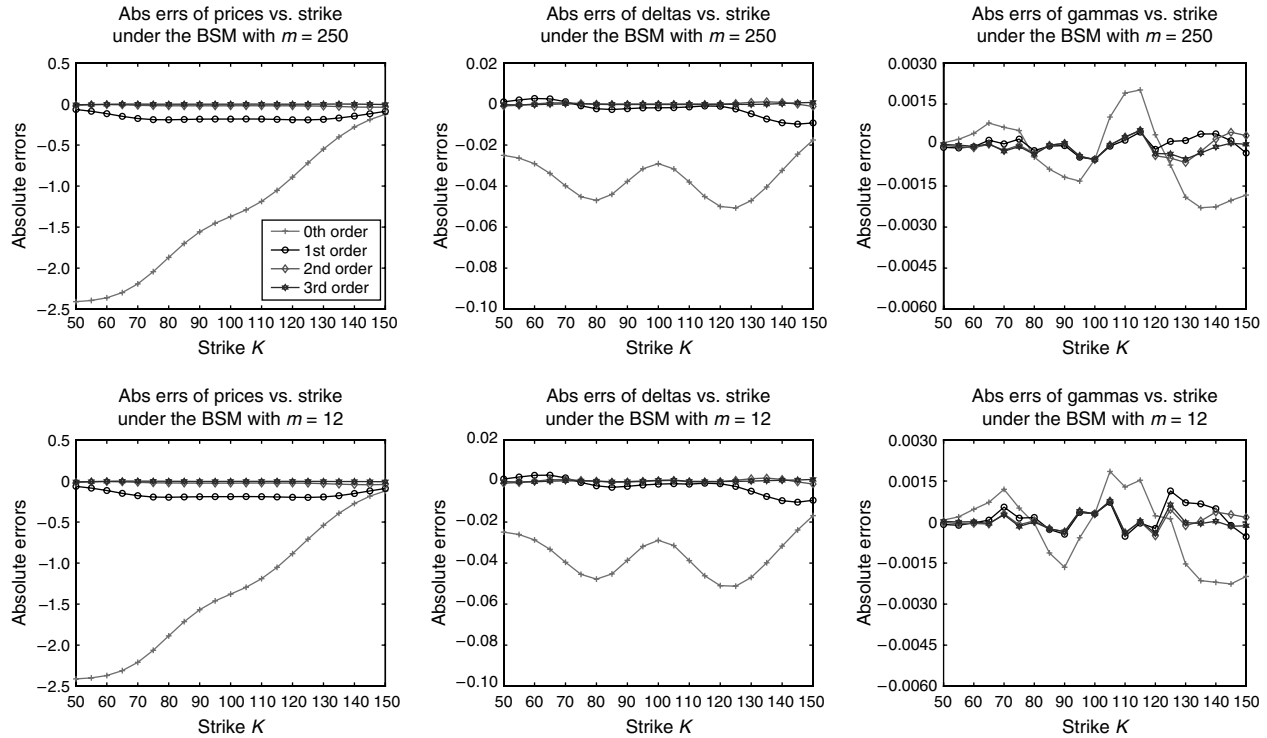 Abs errs of prices vs. strike
under the BSM with m = 250
0.5
0
−0.5
−1.0
−1.5
−2.0
−2.5
Absolute errors
0th order
1st order
2nd order
3rd order
50 60 70 80 90 100 110 120 130 140 150
Strike K
Abs errs of deltas vs. strike
under the BSM with m = 250
0.02
0
−0.02
−0.04
−0.06
−0.08
−0.10
Absolute errors
50 60 70 80 90 100 110 120 130 140 150
Strike K
Abs errs of gammas vs. strike
under the BSM with m = 250
0.0030
0.0015
0
−0.0015
−0.0030
−0.0045
−0.0060
Absolute errors
50 60 70 80 90 100 110 120 130 140 150
Strike K
Abs errs of prices vs. strike
under the BSM with m = 12
0.5
0
−0.5
−1.0
−1.5
−2.0
−2.5
Absolute errors
50 60 70 80 90 100 110 120 130 140 150
Strike K
Abs errs of deltas vs. strike
under the BSM with m = 12
0.02
0
−0.02
−0.04
−0.06
−0.08
−0.10
Absolute errors
50 60 70 80 90 100 110 120 130 140 150
Strike K
Abs errs of gammas vs. strike
under the BSM with m = 12
0.0030
0.0015
0
−0.0015
−0.0030
−0.0045
−0.0060
Absolute errors
50 60 70 80 90 100 110 120 130 140 150
Strike K